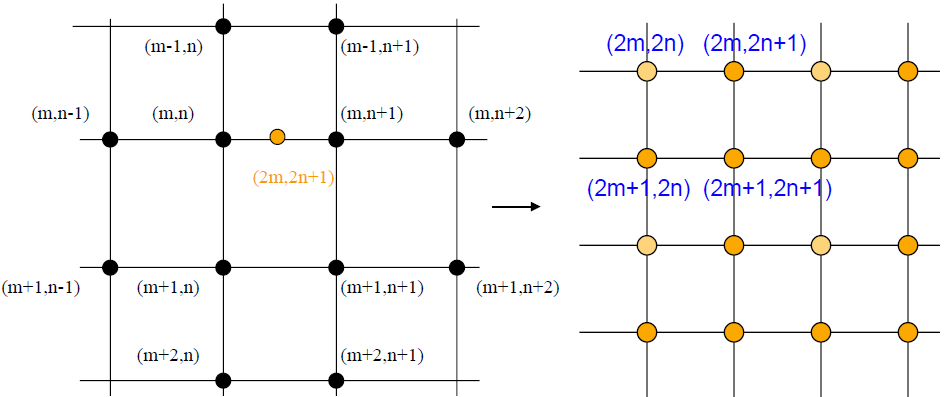 (m-1,n) (m-1,n+1)
(m,n-1) (m,n) (m,n+1) (m,n+2)
(2m,2n+1)
(m+1,n-1) (m+1,n) (m+1,n+1) (m+1,n+2)
(m+2,n) (m+2,n+1)
(2m,2n) (2m,2n+1)
(2m+1,2n) (2m+1,2n+1)